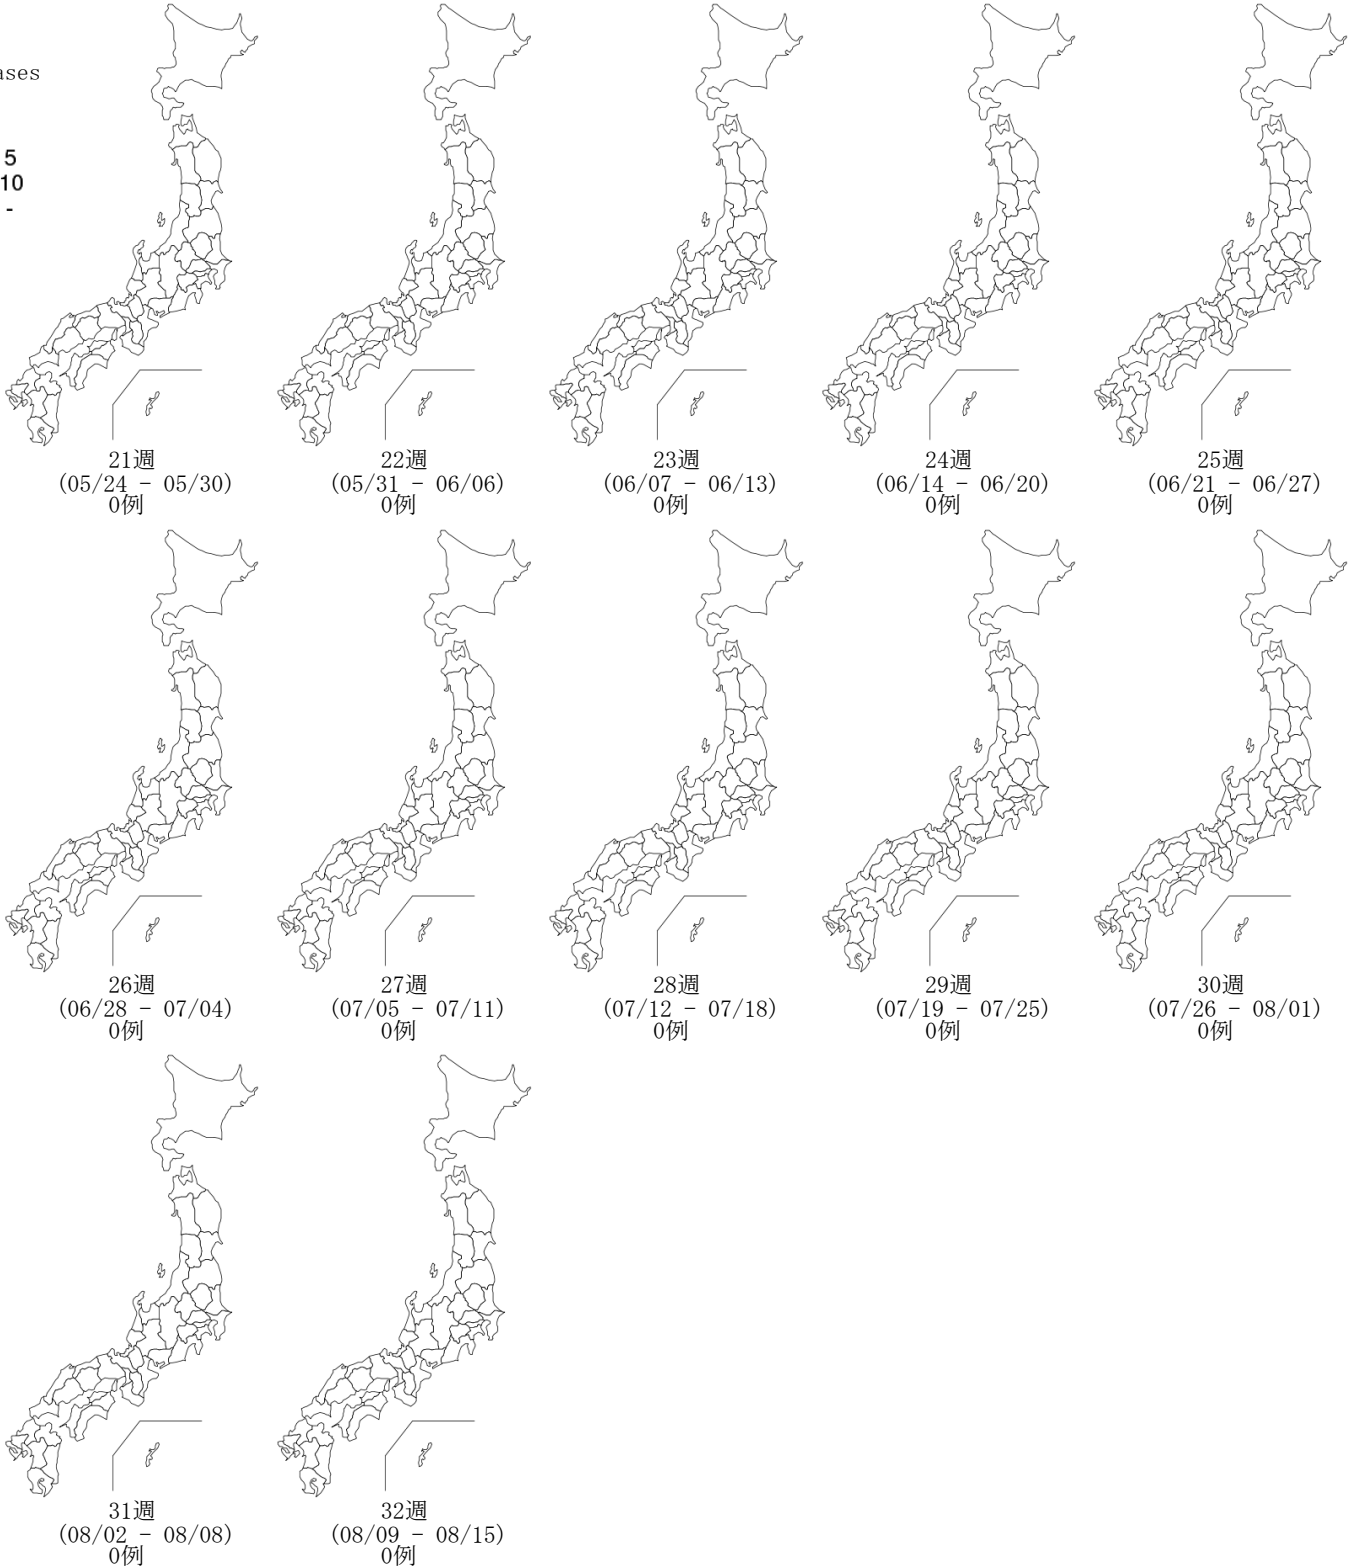 ases
5
10
-
21週
(05/24 - 05/30)
0例
22週
(05/31 - 06/06)
0例
23週
(06/07 - 06/13)
0例
24週
(06/14 - 06/20)
0例
25週
(06/21 - 06/27)
0例
26週
(06/28 - 07/04)
0例
27週
(07/05 - 07/11)
0例
28週
(07/12 - 07/18)
0例
29週
(07/19 - 07/25)
0例
30週
(07/26 - 08/01)
0例
31週
(08/02 - 08/08)
0例
32週
(08/09 - 08/15)
0例